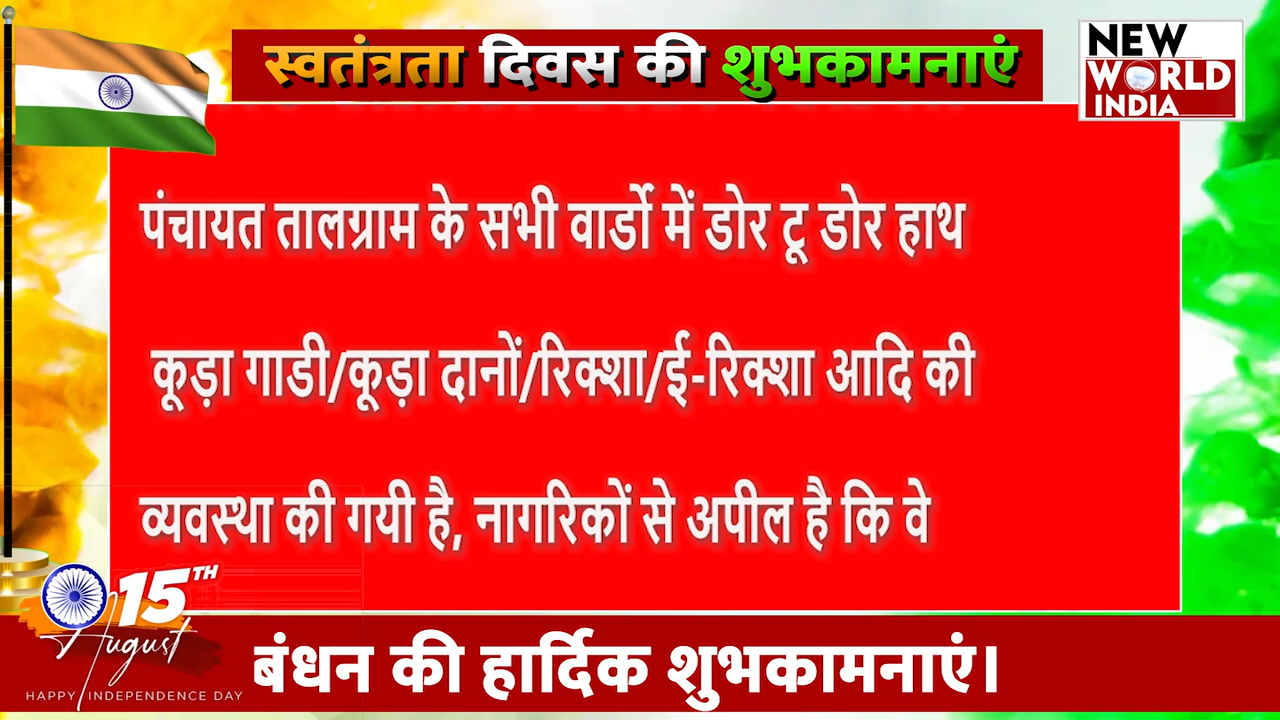 स्वतंत्रता दिवस की शुभकामनाएं
NEW
WORLD
INDIA
पंचायत तालग्राम के सभी वार्डो में डोर टू डोर हाथ
कूड़ा गाडी/कूड़ा दानों/रिक्शा/ई-रिक्शा आदि की
व्यवस्था की गयी है, नागरिकों से अपील है कि वे
15TH
August
HAPPY INDEPENDENCE DAY
बंधन की हार्दिक शुभकामनाएं।